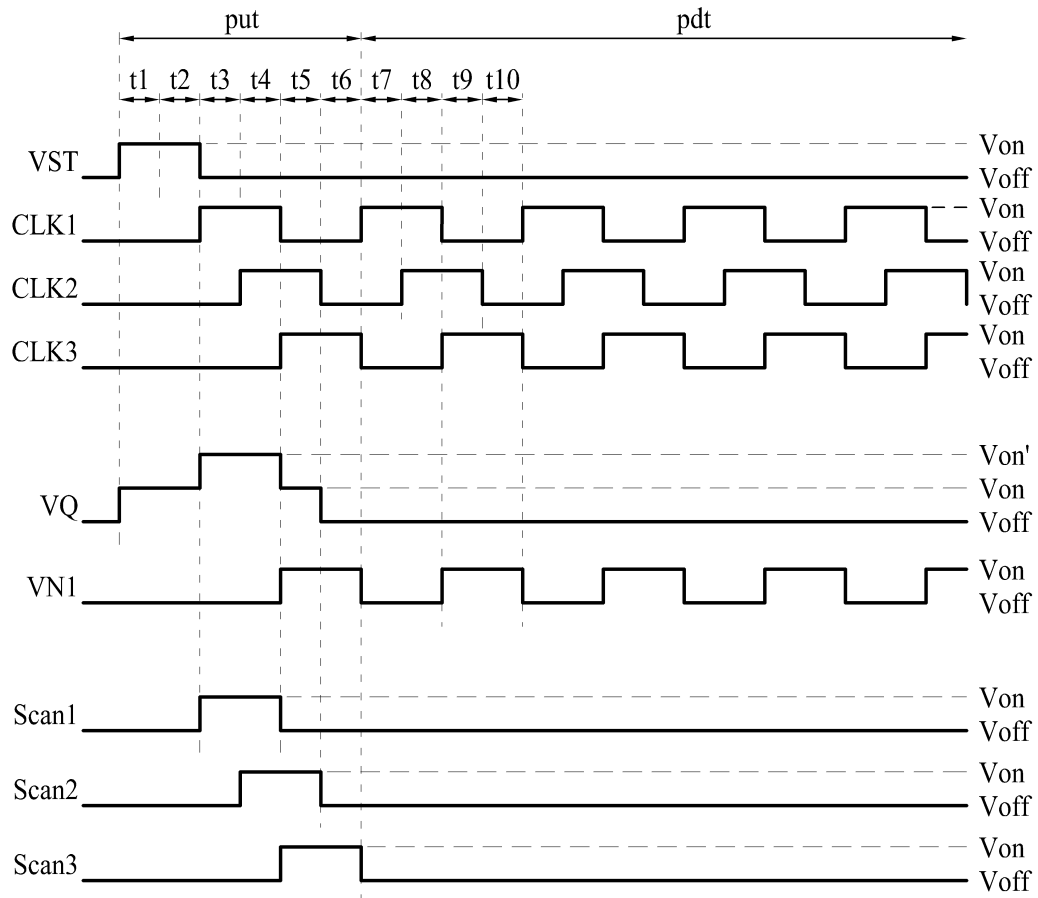 put pdt
t1 t2 t3 t4 t5 t6 t7 t8 t9 t10
VST Von
Voff
CLK1 Von
Voff
CLK2 Von
Voff
CLK3 Von
Voff
Von'
VQ Von
Voff
VN1 Von
Voff
Scan1 Von
Voff
Scan2 Von
Voff
Scan3 Von
Voff